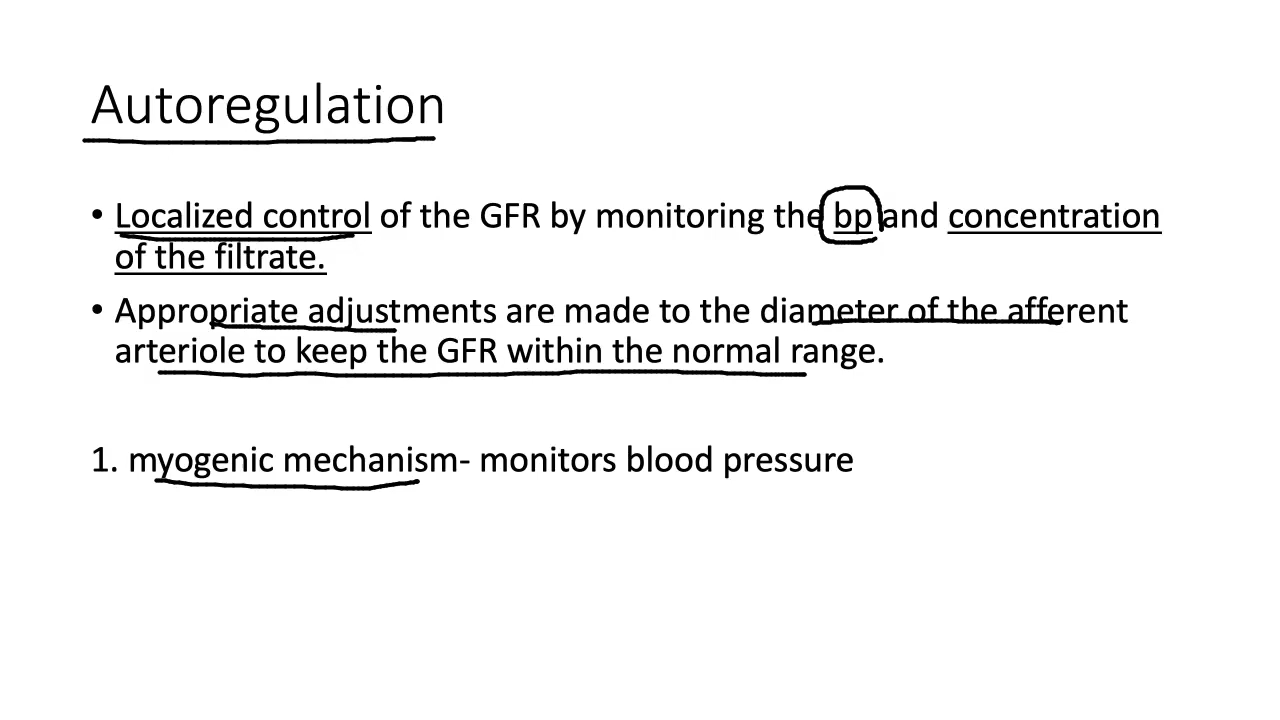 Autoregulation
• Localized control of the GFR by monitoring the bp and concentration
of the filtrate.
• Appropriate adjustments are made to the diameter of the afferent
arteriole to keep the GFR within the normal range.
1. myogenic mechanism- monitors blood pressure